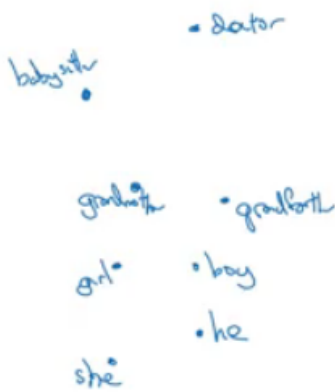 doctor
babysitter
grandmother
grandfather
girl
boy
he
she